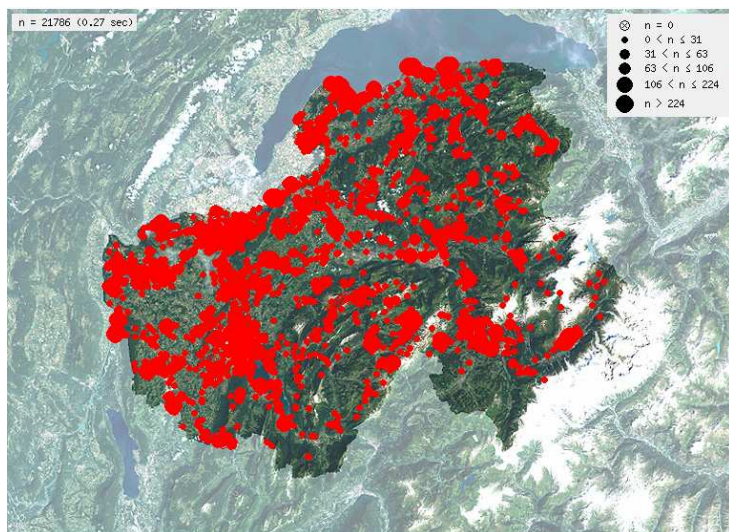 n = 21786 (0.27 sec)
n = 0
0 < n ≤ 31
31 < n ≤ 63
63 < n ≤ 106
106 < n ≤ 224
n > 224